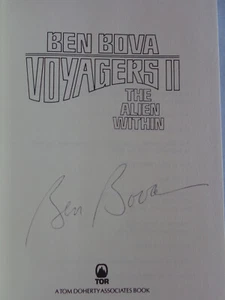 BEN BOVA
VOYAGERS II
THE ALIEN
WITHIN
Ben Bova
TOR
A TOM DOHERTY ASSOCIATES BOOK